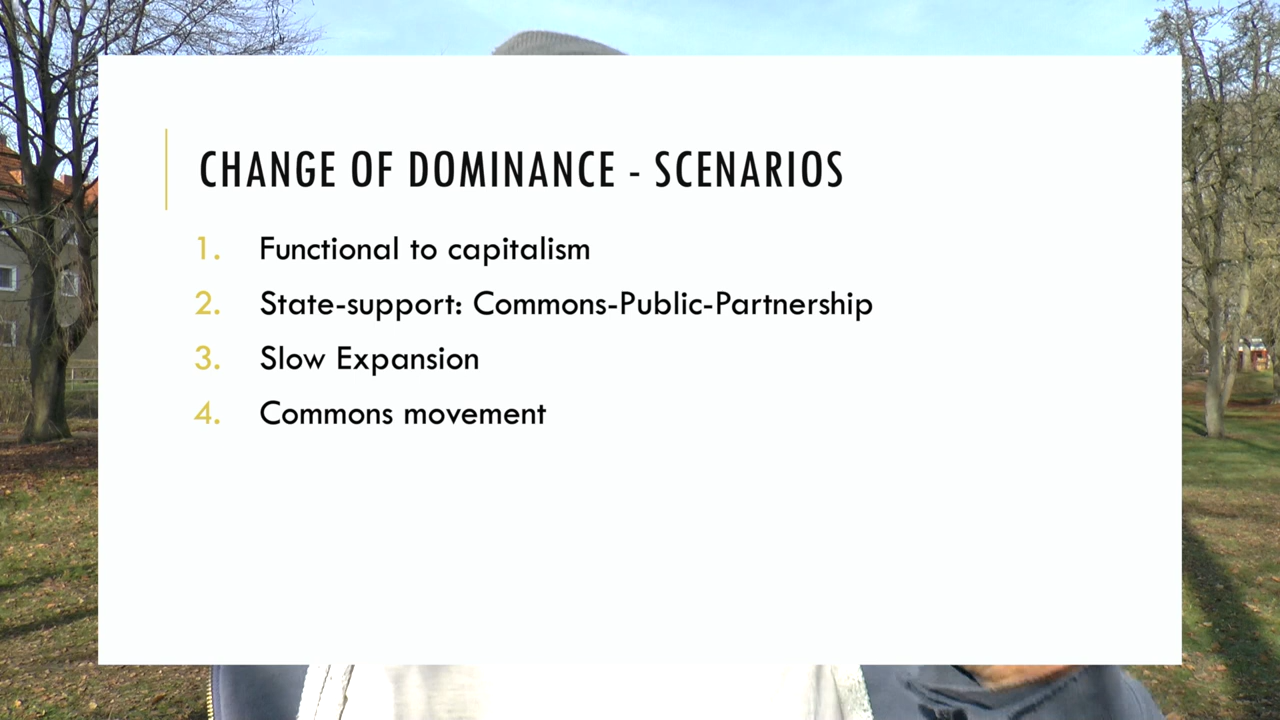 CHANGE OF DOMINANCE - SCENARIOS
1. Functional to capitalism
2. State-support: Commons-Public-Partnership
3. Slow Expansion
4. Commons movement